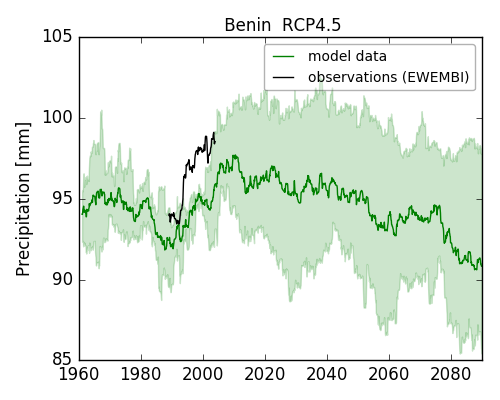 Benin  RCP4.5
105
model data
observations (EWEMBI)
100
95
90
85
Precipitation [mm]
1960 1980 2000 2020 2040 2060 2080